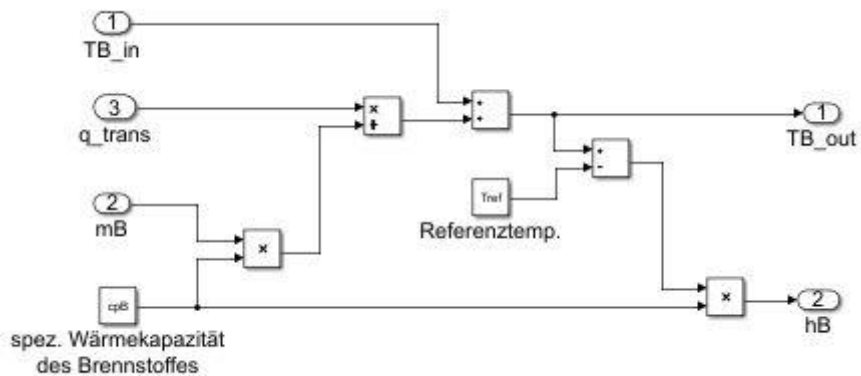 1
TB_in
3
q_trans
1
TB_out
Tref
Referenztemp.
2
mB
cpB
spez. Wärmekapazität
des Brennstoffes
2
hB